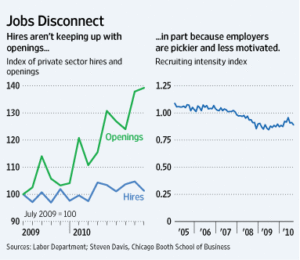 Jobs Disconnect
Hires aren't keeping up with
openings...
Index of private sector hires and
openings
140
130
120
110
100
90
Openings
Hires
July 2009 = 100
2009
2010
...in part because employers
are pickier and less motivated.
Recruiting intensity index
1.25
1.00
0.75
0.50
0.25
0
'05
'06
'07
'08
'09
'10
Sources: Labor Department; Steven Davis, Chicago Booth School of Business